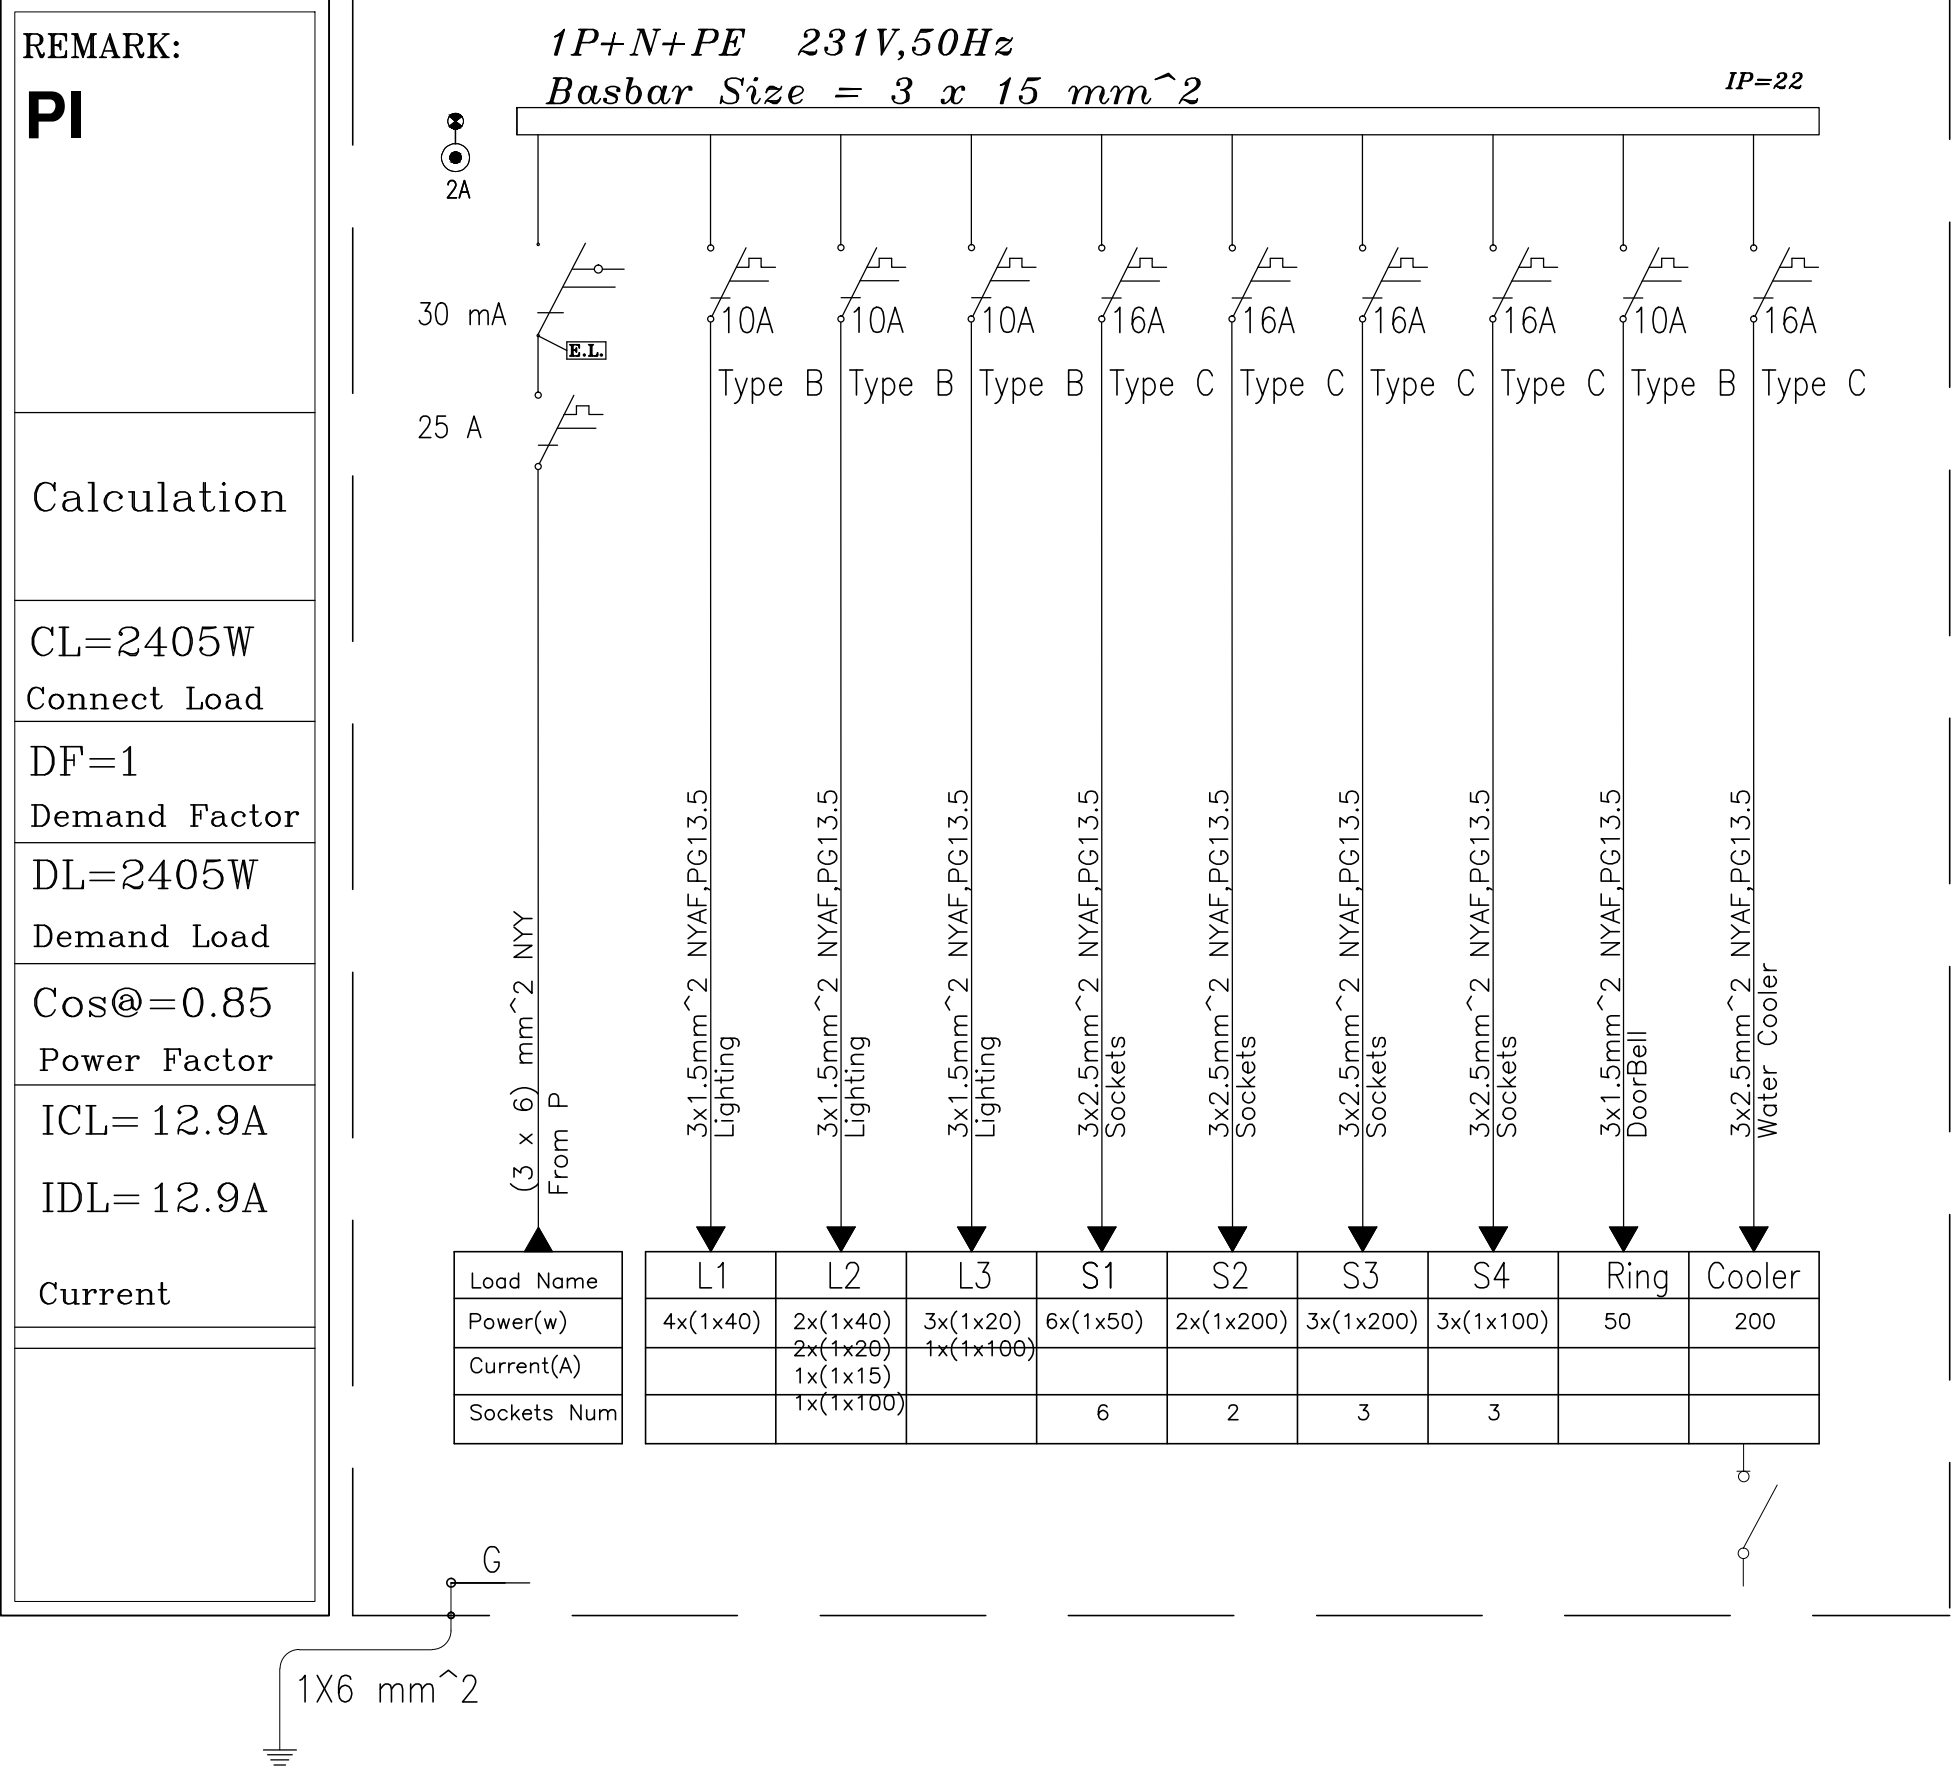 REMARK:
PI
Calculation
CL=2405W
Connect Load
DF=1
Demand Factor
DL=2405W
Demand Load
Cos@=0.85
Power Factor
ICL= 12.9A
IDL= 12.9A
Current
1P+N+PE 231V,50Hz
Basbar Size = 3 x 15 mm^2
IP=22
2A
30 mA
E.L.
25 A
10A
10A
10A
16A
16A
16A
16A
10A
16A
Type B
Type B
Type B
Type C
Type C
Type C
Type C
Type B
Type C
(3 x 6) mm^2 NYY
From P
3x1.5mm^2 NYAF,PG13.5
Lighting
3x1.5mm^2 NYAF,PG13.5
Lighting
3x1.5mm^2 NYAF,PG13.5
Lighting
3x2.5mm^2 NYAF,PG13.5
Sockets
3x2.5mm^2 NYAF,PG13.5
Sockets
3x2.5mm^2 NYAF,PG13.5
Sockets
3x2.5mm^2 NYAF,PG13.5
Sockets
3x1.5mm^2 NYAF,PG13.5
DoorBell
3x2.5mm^2 NYAF,PG13.5
Water Cooler
Load Name L1 L2 L3 S1 S2 S3 S4 Ring Cooler
Power(w) 4x(1x40) 2x(1x40) 3x(1x20) 6x(1x50) 2x(1x200) 3x(1x200) 3x(1x100) 50 200
2x(1x20) 1x(1x100)
Current(A) 1x(1x15)
1x(1x100)
Sockets Num 6 2 3 3
G
1X6 mm^2